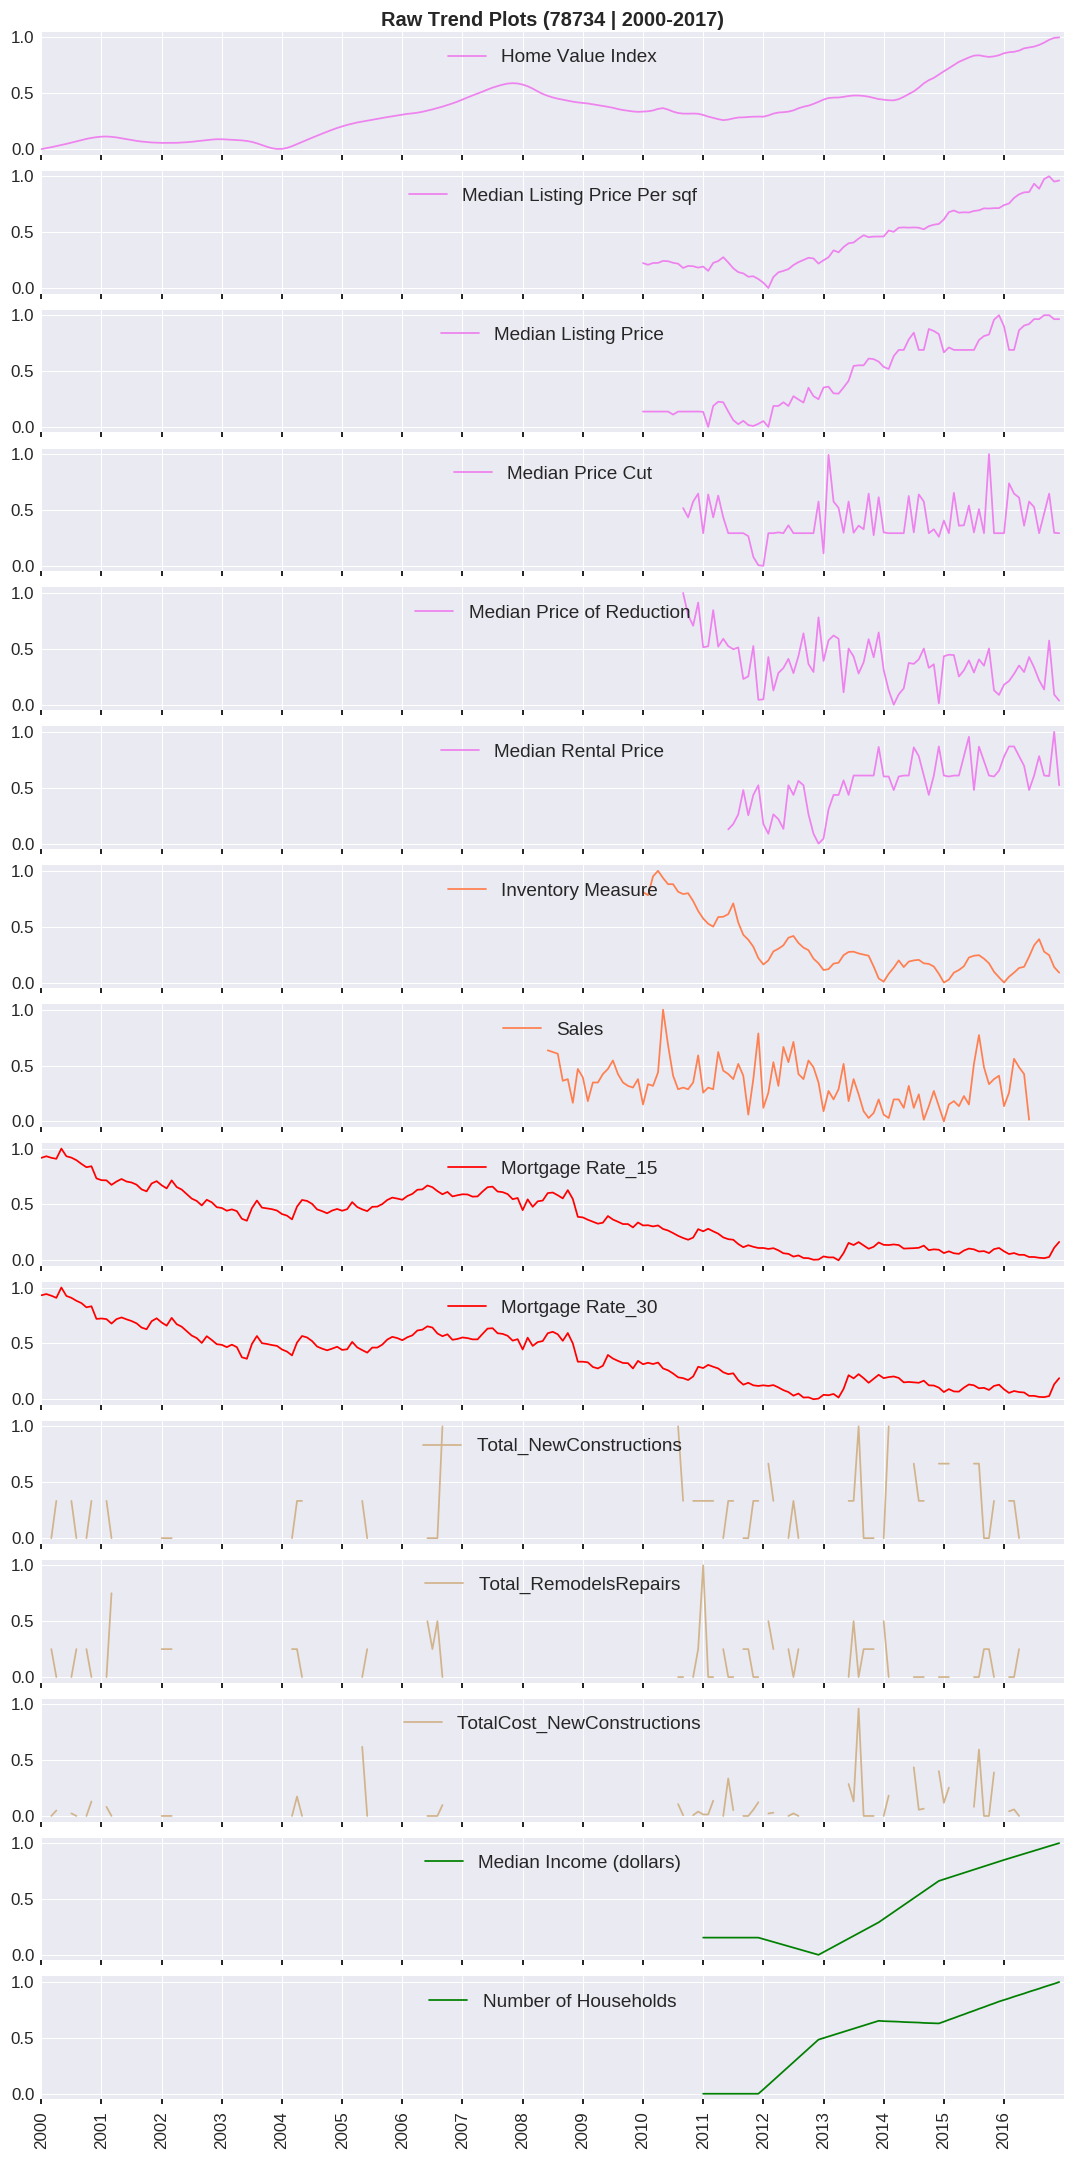 Raw Trend Plots (78734 | 2000-2017)
1.0
Home Value Index
0.5
0.0
1.0
Median Listing Price Per sqf
0.5
0.0
1.0
Median Listing Price
0.5
0.0
1.0
Median Price Cut
0.5
0.0
1.0
Median Price of Reduction
0.5
0.0
1.0
Median Rental Price
0.5
0.0
1.0
Inventory Measure
0.5
0.0
1.0
Sales
0.5
0.0
1.0
Mortgage Rate_15
0.5
0.0
1.0
Mortgage Rate_30
0.5
0.0
1.0
Total_NewConstructions
0.5
0.0
1.0
Total_RemodelsRepairs
0.5
0.0
1.0
TotalCost_NewConstructions
0.5
0.0
1.0
Median Income (dollars)
0.5
0.0
1.0
Number of Households
0.5
0.0
2000 2001 2002 2003 2004 2005 2006 2007 2008 2009 2010 2011 2012 2013 2014 2015 2016